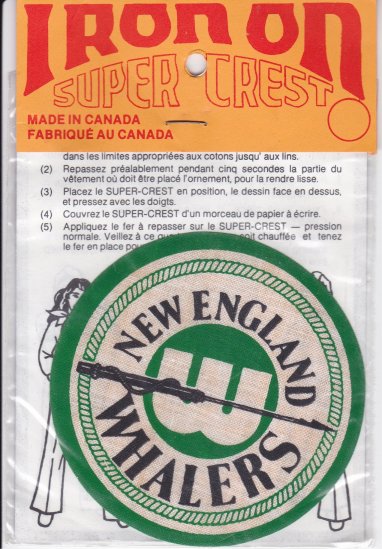 IRON ON
SUPER CREST
MADE IN CANADA
FABRIQUÉ AU CANADA
dans les limites appropriées aux cotons jusqu' aux lins.
(2) Repassez préalablement pendant cinq secondes la partie du
vêtement où doit être placé l'ornement, pour la rendre lisse.
(3) Placez le SUPER-CREST en position, le dessin face en dessus,
et pressez avec les doigts.
(4) Couvrez le SUPER-CREST d'un morceau de papier à écrire.
(5) Appliquez le fer à repasser sur le SUPER-CREST — pression
normale. Veillez à ce soit chauffée et tenez
le fer en place
NEW ENGLAND
W
WHALERS